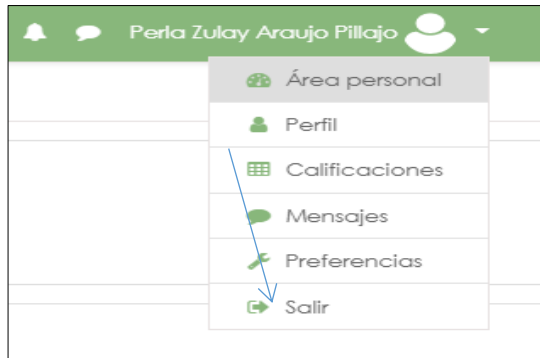 Perla Zulay Araujo Pillajo
Área personal
Perfil
Calificaciones
Mensajes
Preferencias
Salir